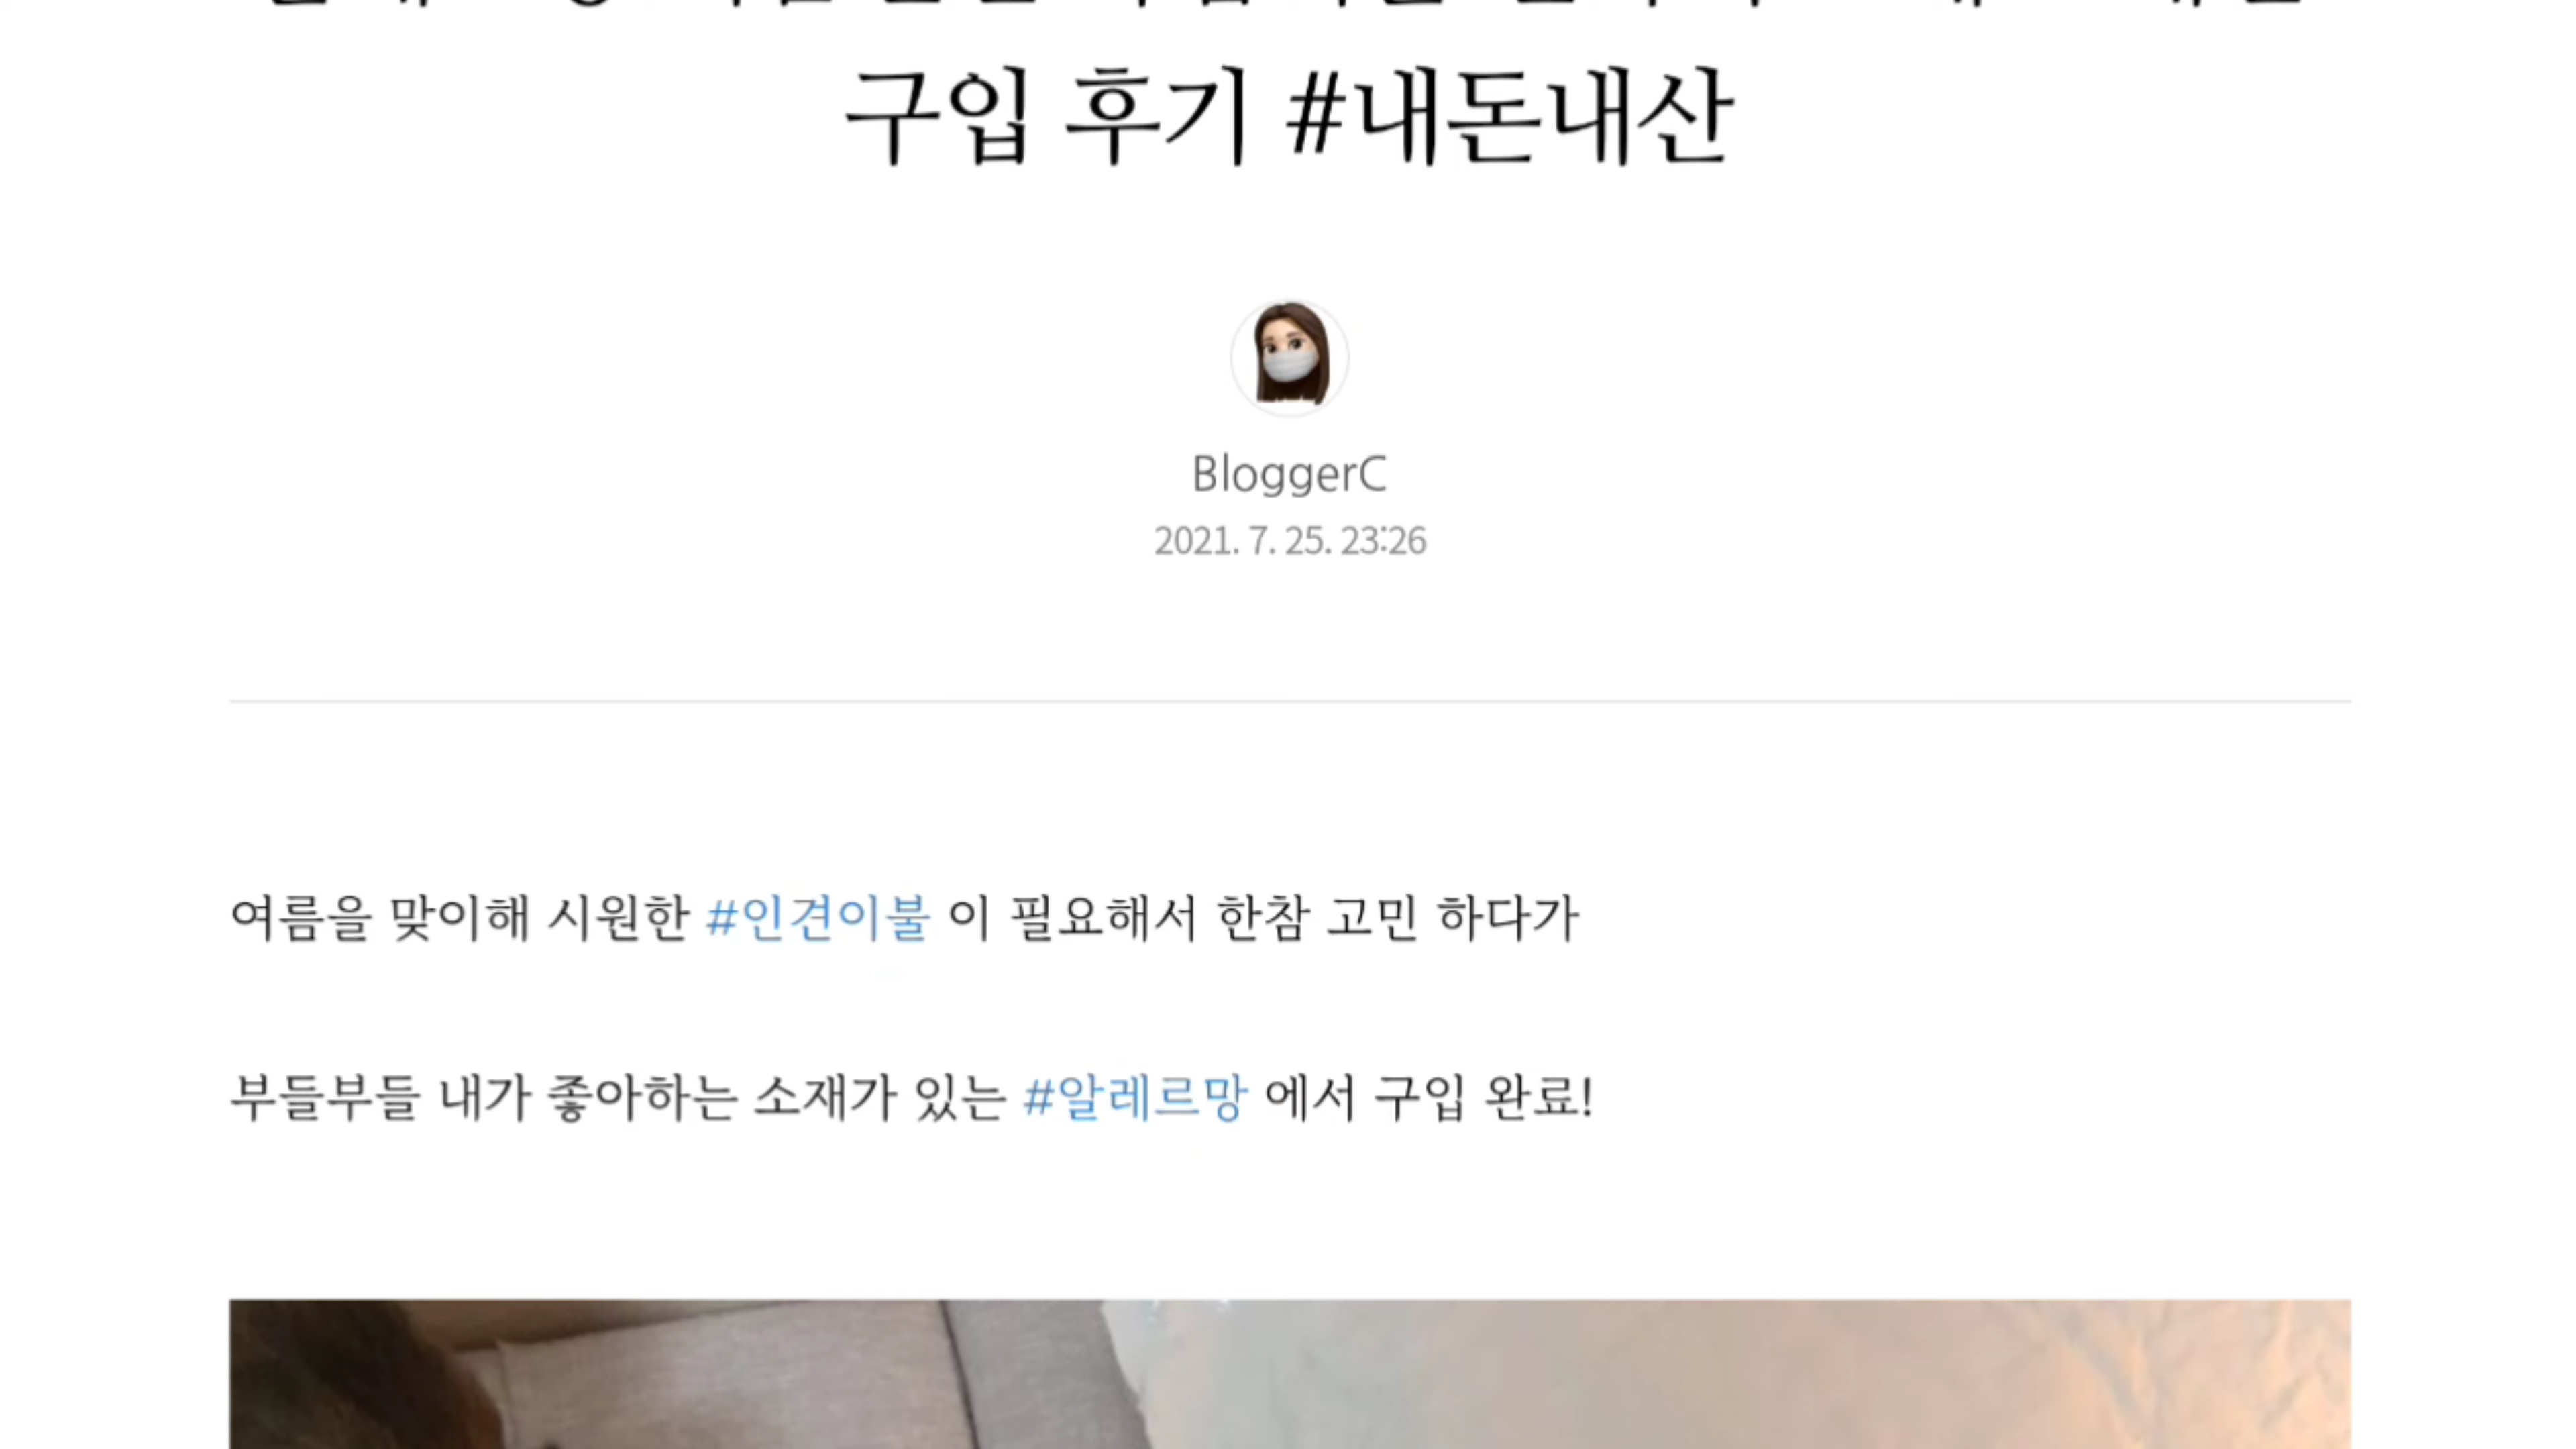 구입 후기 #내돈내산
BloggerC
2021. 7. 25. 23:26
여름을 맞이해 시원한 #인견이불 이 필요해서 한참 고민 하다가
부들부들 내가 좋아하는 소재가 있는 #알레르망 에서 구입 완료!